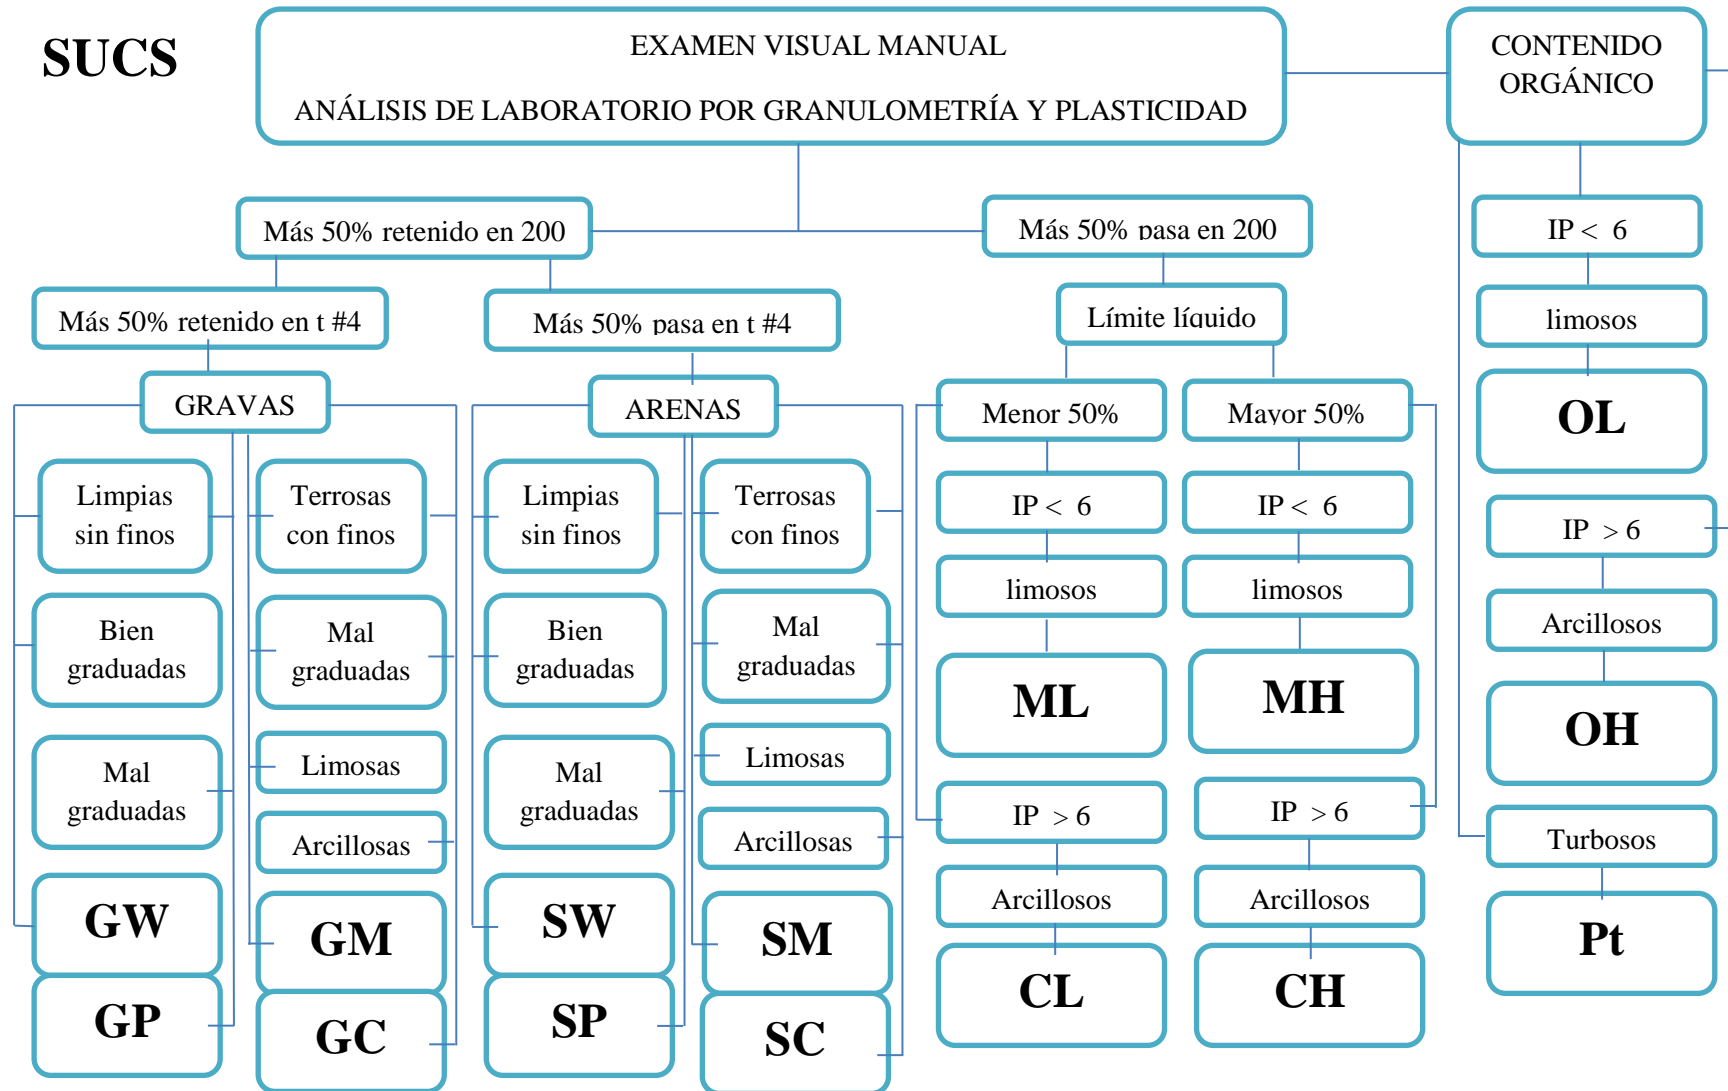 SUCS
EXAMEN VISUAL MANUAL
ANÁLISIS DE LABORATORIO POR GRANULOMETRÍA Y PLASTICIDAD
CONTENIDO
ORGÁNICO
Más 50% retenido en 200
Más 50% pasa en 200
IP < 6
Más 50% retenido en t #4
Más 50% pasa en t #4
Límite líquido
limosos
GRAVAS
ARENAS
Menor 50%
Mayor 50%
OL
Limpias
sin finos
Terrosas
con finos
Limpias
sin finos
Terrosas
con finos
IP < 6
IP < 6
IP > 6
limosos
limosos
Arcillosos
Bien
graduadas
Mal
graduadas
Bien
graduadas
Mal
graduadas
ML
MH
OH
Mal
graduadas
Limosas
Mal
graduadas
Limosas
IP > 6
IP > 6
Turbosos
Arcillosas
Arcillosas
Arcillosos
Arcillosos
GW
GM
SW
SM
Pt
CL
CH
GP
GC
SP
SC